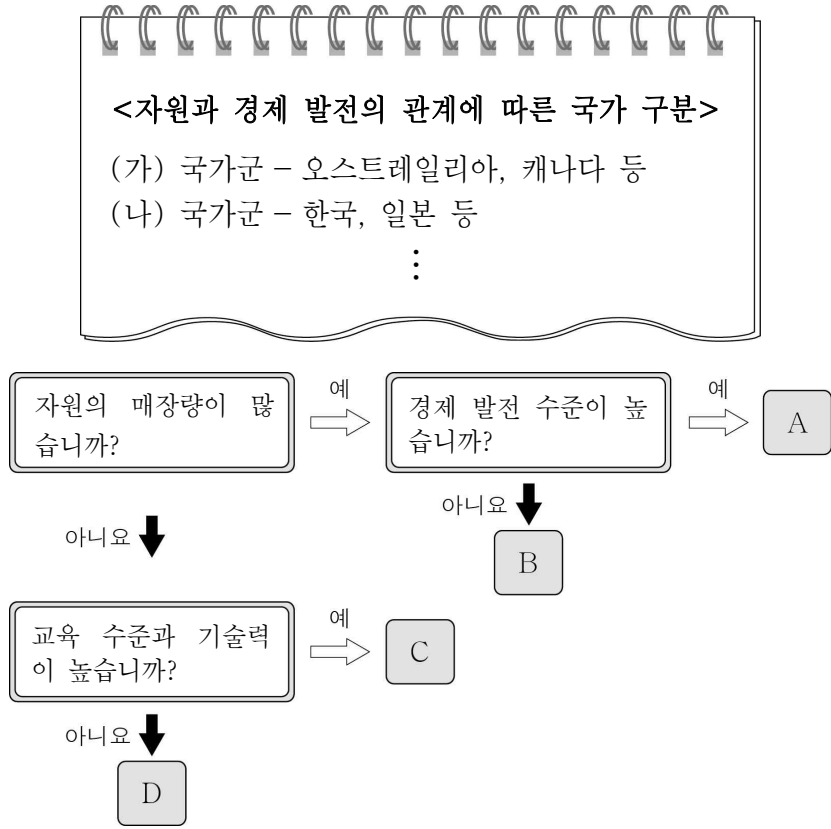 <자원과 경제 발전의 관계에 따른 국가 구분>
(가) 국가군 – 오스트레일리아, 캐나다 등
(나) 국가군 – 한국, 일본 등
⋮
자원의 매장량이 많
습니까?
예
경제 발전 수준이 높
습니까?
예
A
아니요
아니요
B
교육 수준과 기술력
이 높습니까?
예
C
아니요
D